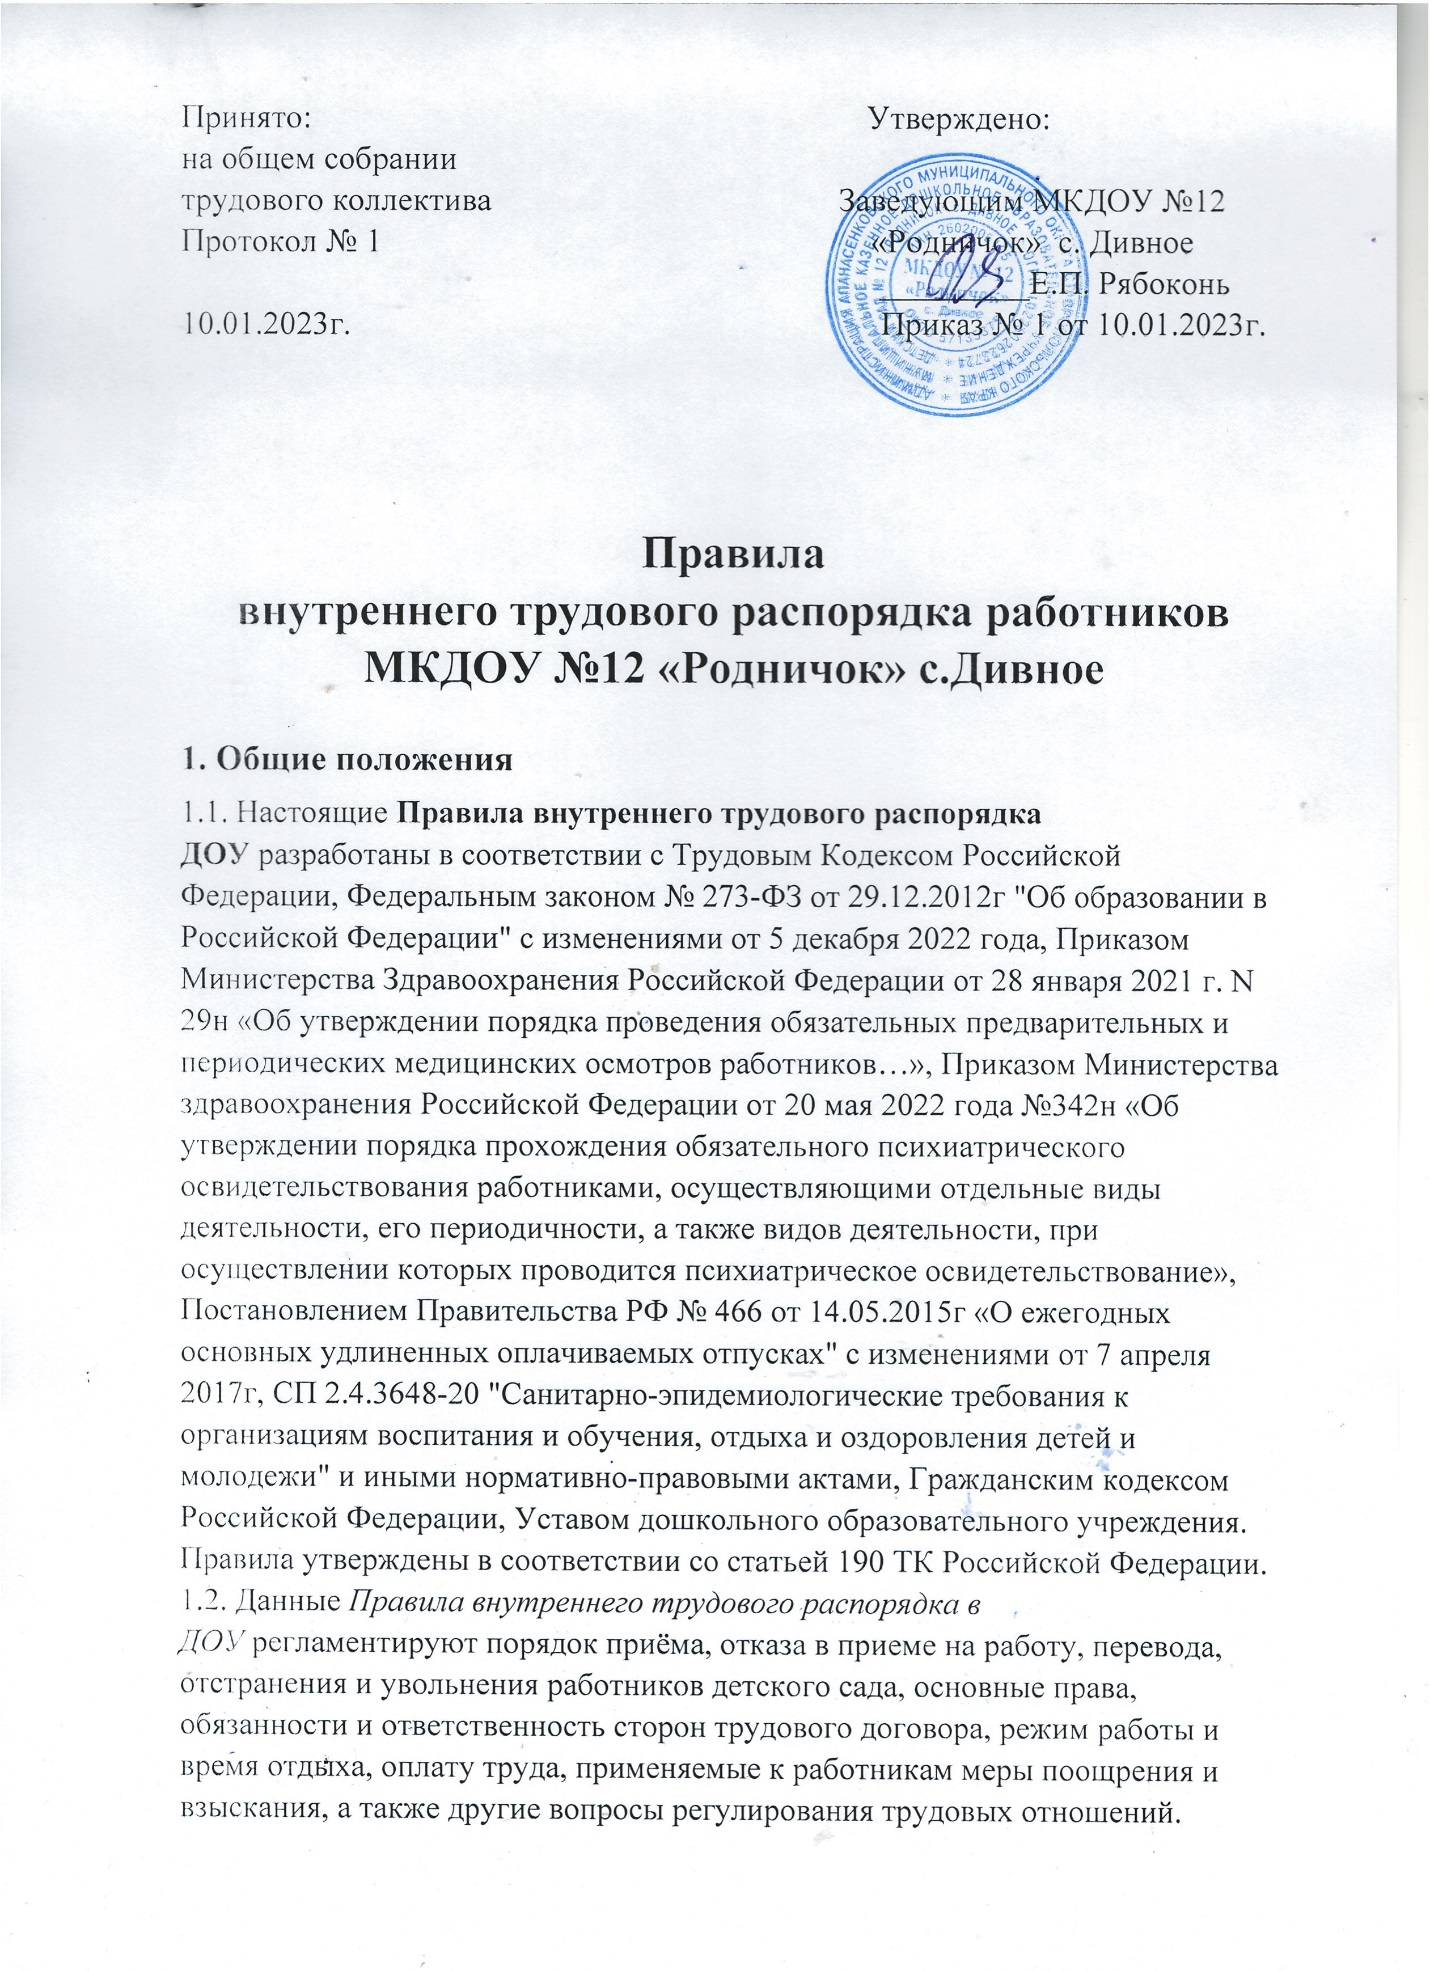 Принято:
на общем собрании
трудового коллектива
Протокол № 1
10.01.2023г.
Утверждено:
Заведующим МКДОУ №12
«Родничок» с. Дивное
Е.П. Рябоконь
Приказ № 1 от 10.01.2023г.
МКДОУ № 12
«Родничок»
с. Дивное
Правила
внутреннего трудового распорядка работников
МКДОУ №12 «Родничок» с.Дивное
1. Общие положения
1.1. Настоящие Правила внутреннего трудового распорядка
ДОУ разработаны в соответствии с Трудовым Кодексом Российской
Федерации, Федеральным законом № 273-ФЗ от 29.12.2012г "Об образовании в
Российской Федерации" с изменениями от 5 декабря 2022 года, Приказом
Министерства Здравоохранения Российской Федерации от 28 января 2021 г. N
29н «Об утверждении порядка проведения обязательных предварительных и
периодических медицинских осмотров работников…», Приказом Министерства
здравоохранения Российской Федерации от 20 мая 2022 года №342н «Об
утверждении порядка прохождения обязательного психиатрического
освидетельствования работниками, осуществляющими отдельные виды
деятельности, его периодичности, а также видов деятельности, при
осуществлении которых проводится психиатрическое освидетельствование»,
Постановлением Правительства РФ № 466 от 14.05.2015г «О ежегодных
основных удлиненных оплачиваемых отпусках" с изменениями от 7 апреля
2017г, СП 2.4.3648-20 "Санитарно-эпидемиологические требования к
организациям воспитания и обучения, отдыха и оздоровления детей и
молодежи" и иными нормативно-правовыми актами, Гражданским кодексом
Российской Федерации, Уставом дошкольного образовательного учреждения.
Правила утверждены в соответствии со статьей 190 ТК Российской Федерации.
1.2. Данные Правила внутреннего трудового распорядка в
ДОУ регламентируют порядок приёма, отказа в приеме на работу, перевода,
отстранения и увольнения работников детского сада, основные права,
обязанности и ответственность сторон трудового договора, режим работы и
время отдыха, оплату труда, применяемые к работникам меры поощрения и
взыскания, а также другие вопросы регулирования трудовых отношений.